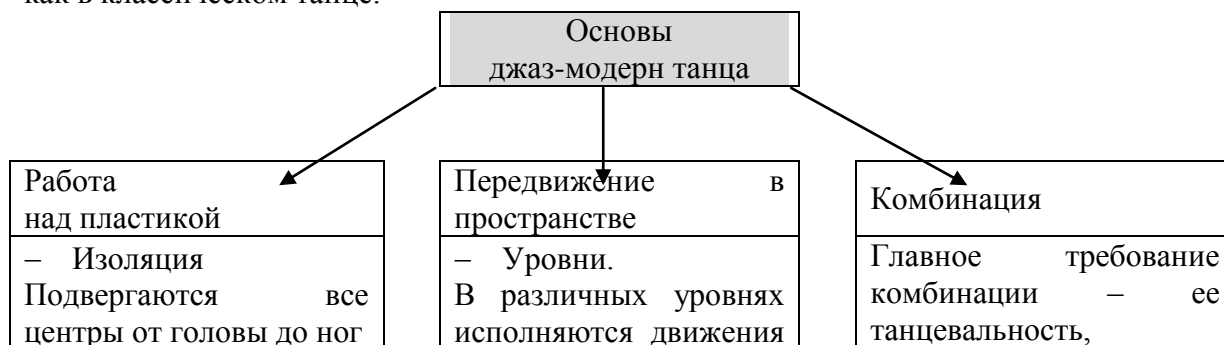 как в классическом танце.
Основы
джаз-модерн танца
Работа
над пластикой
– Изоляция
Подвергаются все
центры от головы до ног
Передвижение в
пространстве
– Уровни.
В различных уровнях
исполняются движения
Комбинация
Главное требование
комбинации – ее
танцевальность,